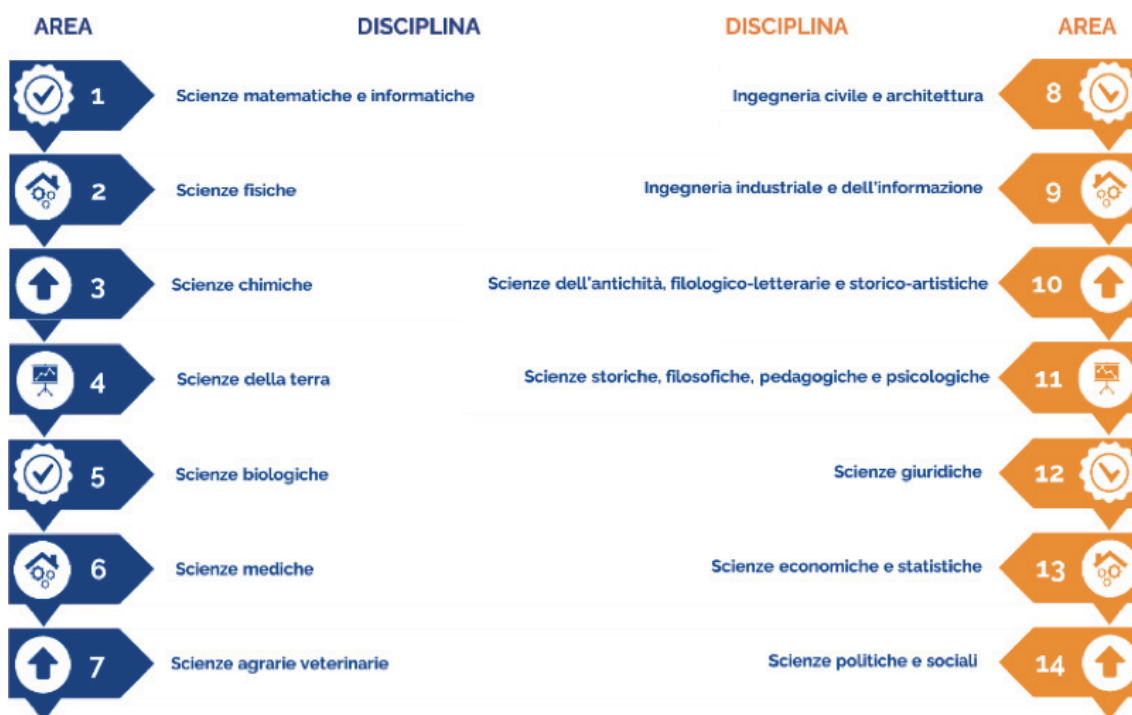 AREA DISCIPLINA DISCIPLINA AREA
1 Scienze matematiche e informatiche Ingegneria civile e architettura 8
2 Scienze fisiche Ingegneria industriale e dell'informazione 9
3 Scienze chimiche Scienze dell'antichità, filologico-letterarie e storico-artistiche 10
4 Scienze della terra Scienze storiche, filosofiche, pedagogiche e psicologiche 11
5 Scienze biologiche Scienze giuridiche 12
6 Scienze mediche Scienze economiche e statistiche 13
7 Scienze agrarie veterinarie Scienze politiche e sociali 14